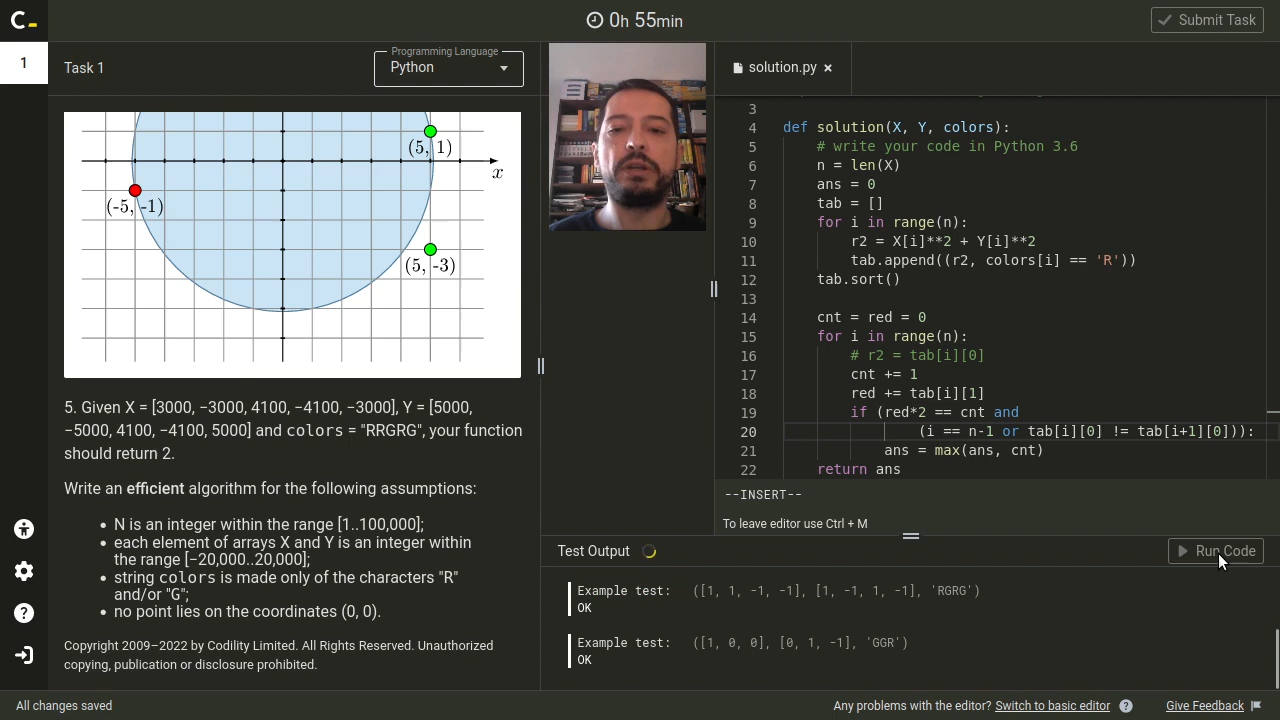 C_
0h 55min
Submit Task
1
Task 1
Programming Language
Python
(5, 1)
x
(-5, -1)
(5, -3)
5. Given X = [3000, −3000, 4100, −4100, −3000], Y = [5000,
−5000, 4100, −4100, 5000] and colors = "RRGRG", your function
should return 2.
Write an efficient algorithm for the following assumptions:
• N is an integer within the range [1..100,000];
• each element of arrays X and Y is an integer within
the range [−20,000..20,000];
• string colors is made only of the characters "R"
and/or "G";
• no point lies on the coordinates (0, 0).
Copyright 2009–2022 by Codility Limited. All Rights Reserved. Unauthorized
copying, publication or disclosure prohibited.
solution.py ×
3
4 def solution(X, Y, colors):
5     # write your code in Python 3.6
6     n = len(X)
7     ans = 0
8     tab = []
9     for i in range(n):
10         r2 = X[i]**2 + Y[i]**2
11         tab.append((r2, colors[i] == 'R'))
12     tab.sort()
13
14     cnt = red = 0
15     for i in range(n):
16         # r2 = tab[i][0]
17         cnt += 1
18         red += tab[i][1]
19         if (red*2 == cnt and
20                 (i == n-1 or tab[i][0] != tab[i+1][0])):
21             ans = max(ans, cnt)
22     return ans
--INSERT--
To leave editor use Ctrl + M
Test Output
Run Code
Example test: ([1, 1, -1, -1], [1, -1, 1, -1], 'RGRG')
OK
Example test: ([1, 0, 0], [0, 1, -1], 'GGR')
OK
All changes saved
Any problems with the editor? Switch to basic editor ?
Give Feedback